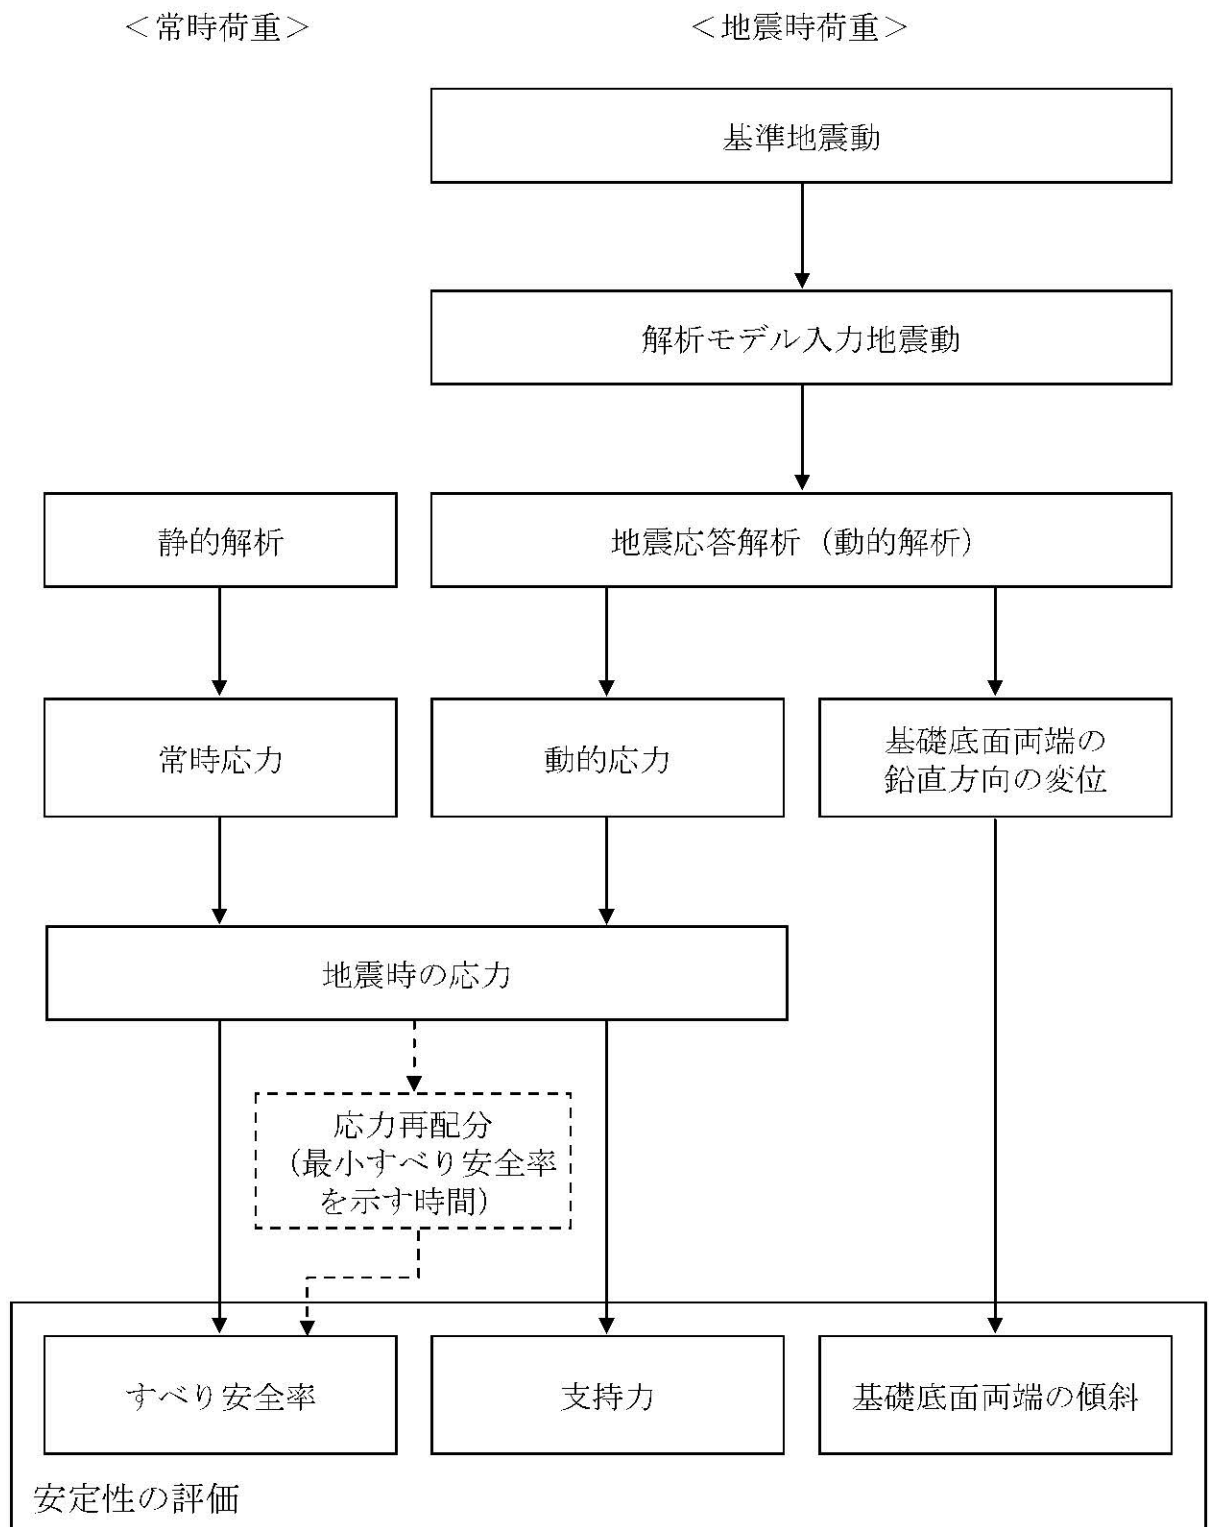 ＜常時荷重＞
＜地震時荷重＞
基準地震動
解析モデル入力地震動
静的解析
地震応答解析（動的解析）
常時応力
動的応力
基礎底面両端の
鉛直方向の変位
地震時の応力
応力再配分
（最小すべり安全率
を示す時間）
すべり安全率
支持力
基礎底面両端の傾斜
安定性の評価